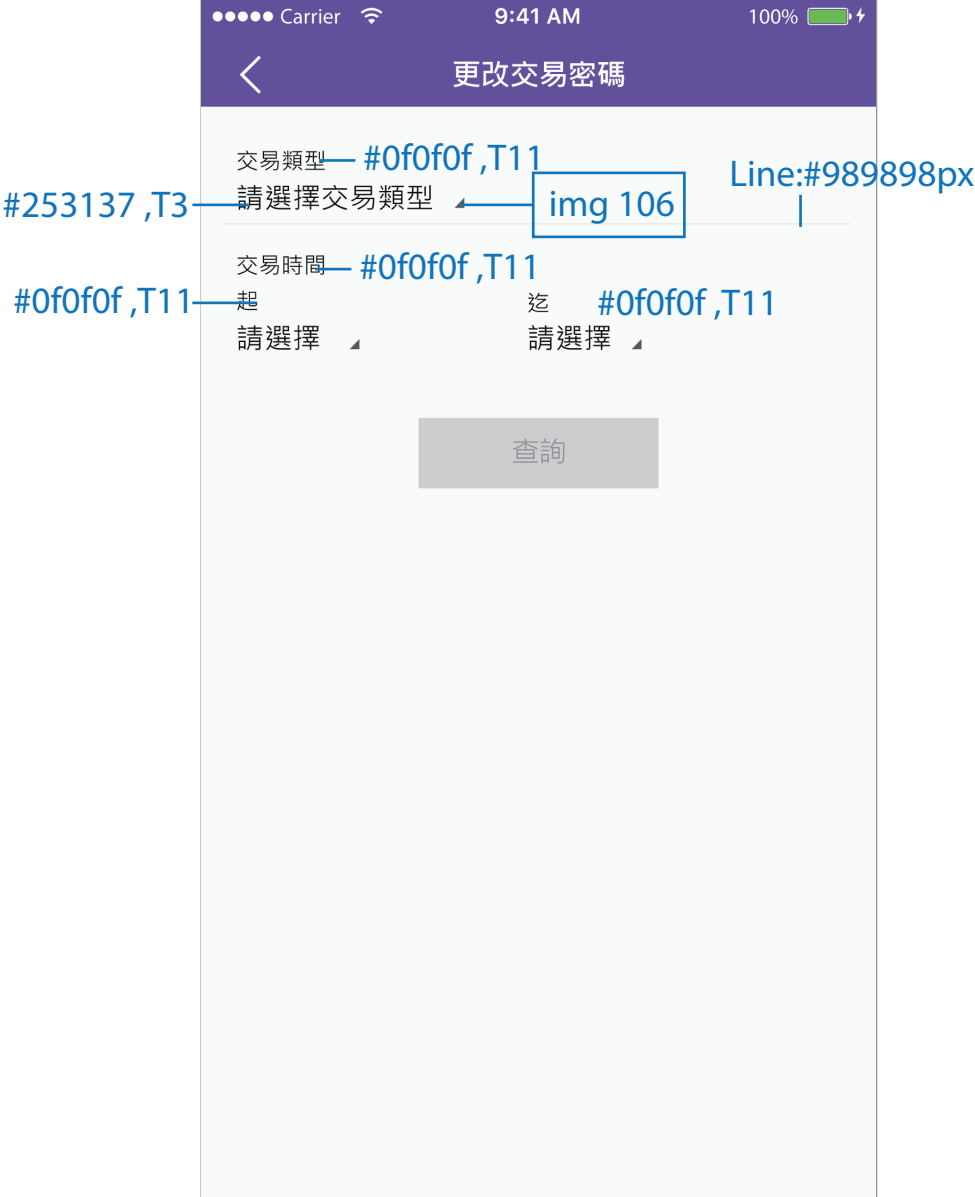 Carrier 9:41 AM 100%
更改交易密碼
交易類型 #0f0f0f ,T11
Line:#989898px
#253137 ,T3 請選擇交易類型 img 106
交易時間 #0f0f0f ,T11
#0f0f0f ,T11 起 迄 #0f0f0f ,T11
請選擇 請選擇
查詢